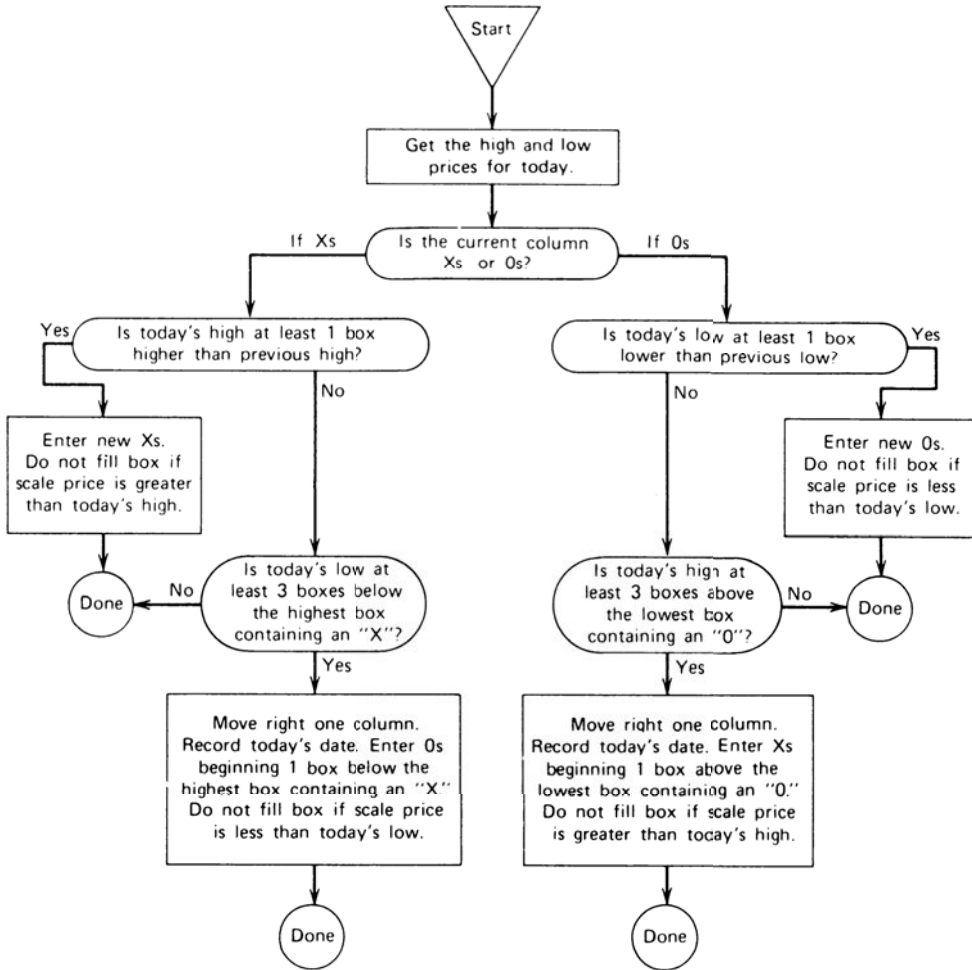 Start
Get the high and low
prices for today.
Is the current column
Xs or Os?
If Xs
If Os
Is today's high at least 1 box
higher than previous high?
Yes
No
Enter new Xs.
Do not fill box if
scale price is greater
than today's high.
Is today's low at
least 3 boxes below
the highest box
containing an "X"?
No
Done
Yes
Move right one column.
Record today's date. Enter Os
beginning 1 box below the
highest box containing an "X."
Do not fill box if scale price
is less than today's low.
Done
Is today's low at least 1 box
lower than previous low?
Yes
No
Enter new Os.
Do not fill box if
scale price is less
than today's low.
Is today's high at
least 3 boxes above
the lowest box
containing an "O"?
No
Done
Yes
Move right one column.
Record today's date. Enter Xs
beginning 1 box above the
lowest box containing an "O."
Do not fill box if scale price
is greater than today's high.
Done